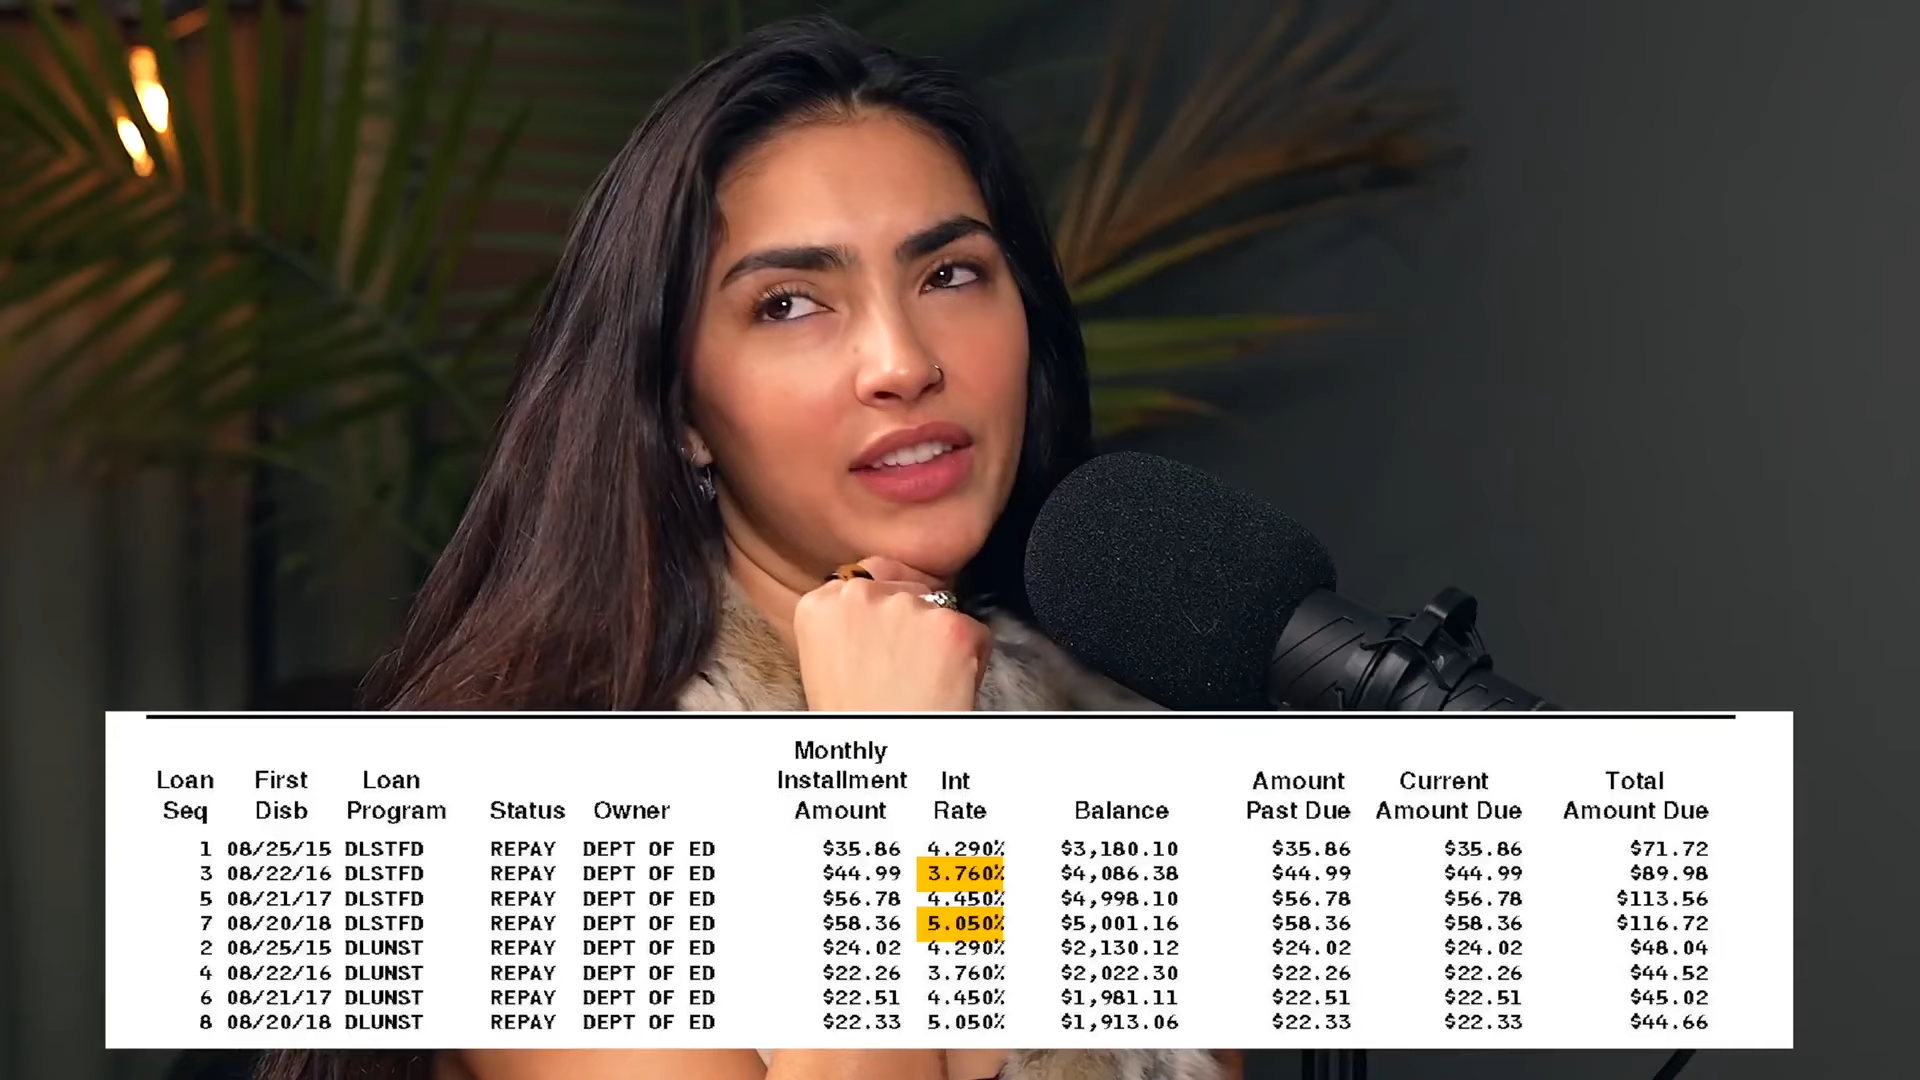 Monthly
Loan First Loan Installment Int Amount Current Total
Seq Disb Program Status Owner Amount Rate Balance Past Due Amount Due Amount Due
1 08/25/15 DLSTFD REPAY DEPT OF ED $35.86 4.290% $3,180.10 $35.86 $35.86 $71.72
3 08/22/16 DLSTFD REPAY DEPT OF ED $44.99 3.760% $4,086.38 $44.99 $44.99 $89.98
5 08/21/17 DLSTFD REPAY DEPT OF ED $56.78 4.450% $4,998.10 $56.78 $56.78 $113.56
7 08/20/18 DLSTFD REPAY DEPT OF ED $58.36 5.050% $5,001.16 $58.36 $58.36 $116.72
2 08/25/15 DLUNST REPAY DEPT OF ED $24.02 4.290% $2,130.12 $24.02 $24.02 $48.04
4 08/22/16 DLUNST REPAY DEPT OF ED $22.26 3.760% $2,022.30 $22.26 $22.26 $44.52
6 08/21/17 DLUNST REPAY DEPT OF ED $22.51 4.450% $1,981.11 $22.51 $22.51 $45.02
8 08/20/18 DLUNST REPAY DEPT OF ED $22.33 5.050% $1,913.06 $22.33 $22.33 $44.66